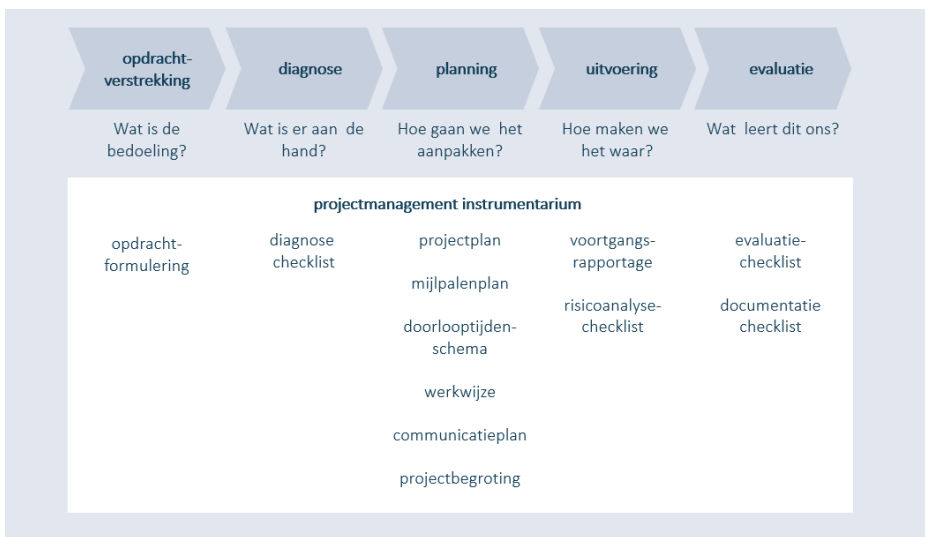 opdracht-
verstrekking
diagnose
planning
uitvoering
evaluatie
Wat is de
bedoeling?
Wat is er aan de
hand?
Hoe gaan we het
aanpakken?
Hoe maken we
het waar?
Wat leert dit ons?
projectmanagement instrumentarium
opdracht-
formulering
diagnose
checklist
projectplan
mijlpalenplan
doorlooptijden-
schema
werkwijze
communicatieplan
projectbegroting
voortgangs-
rapportage
risicoanalyse-
checklist
evaluatie-
checklist
documentatie
checklist